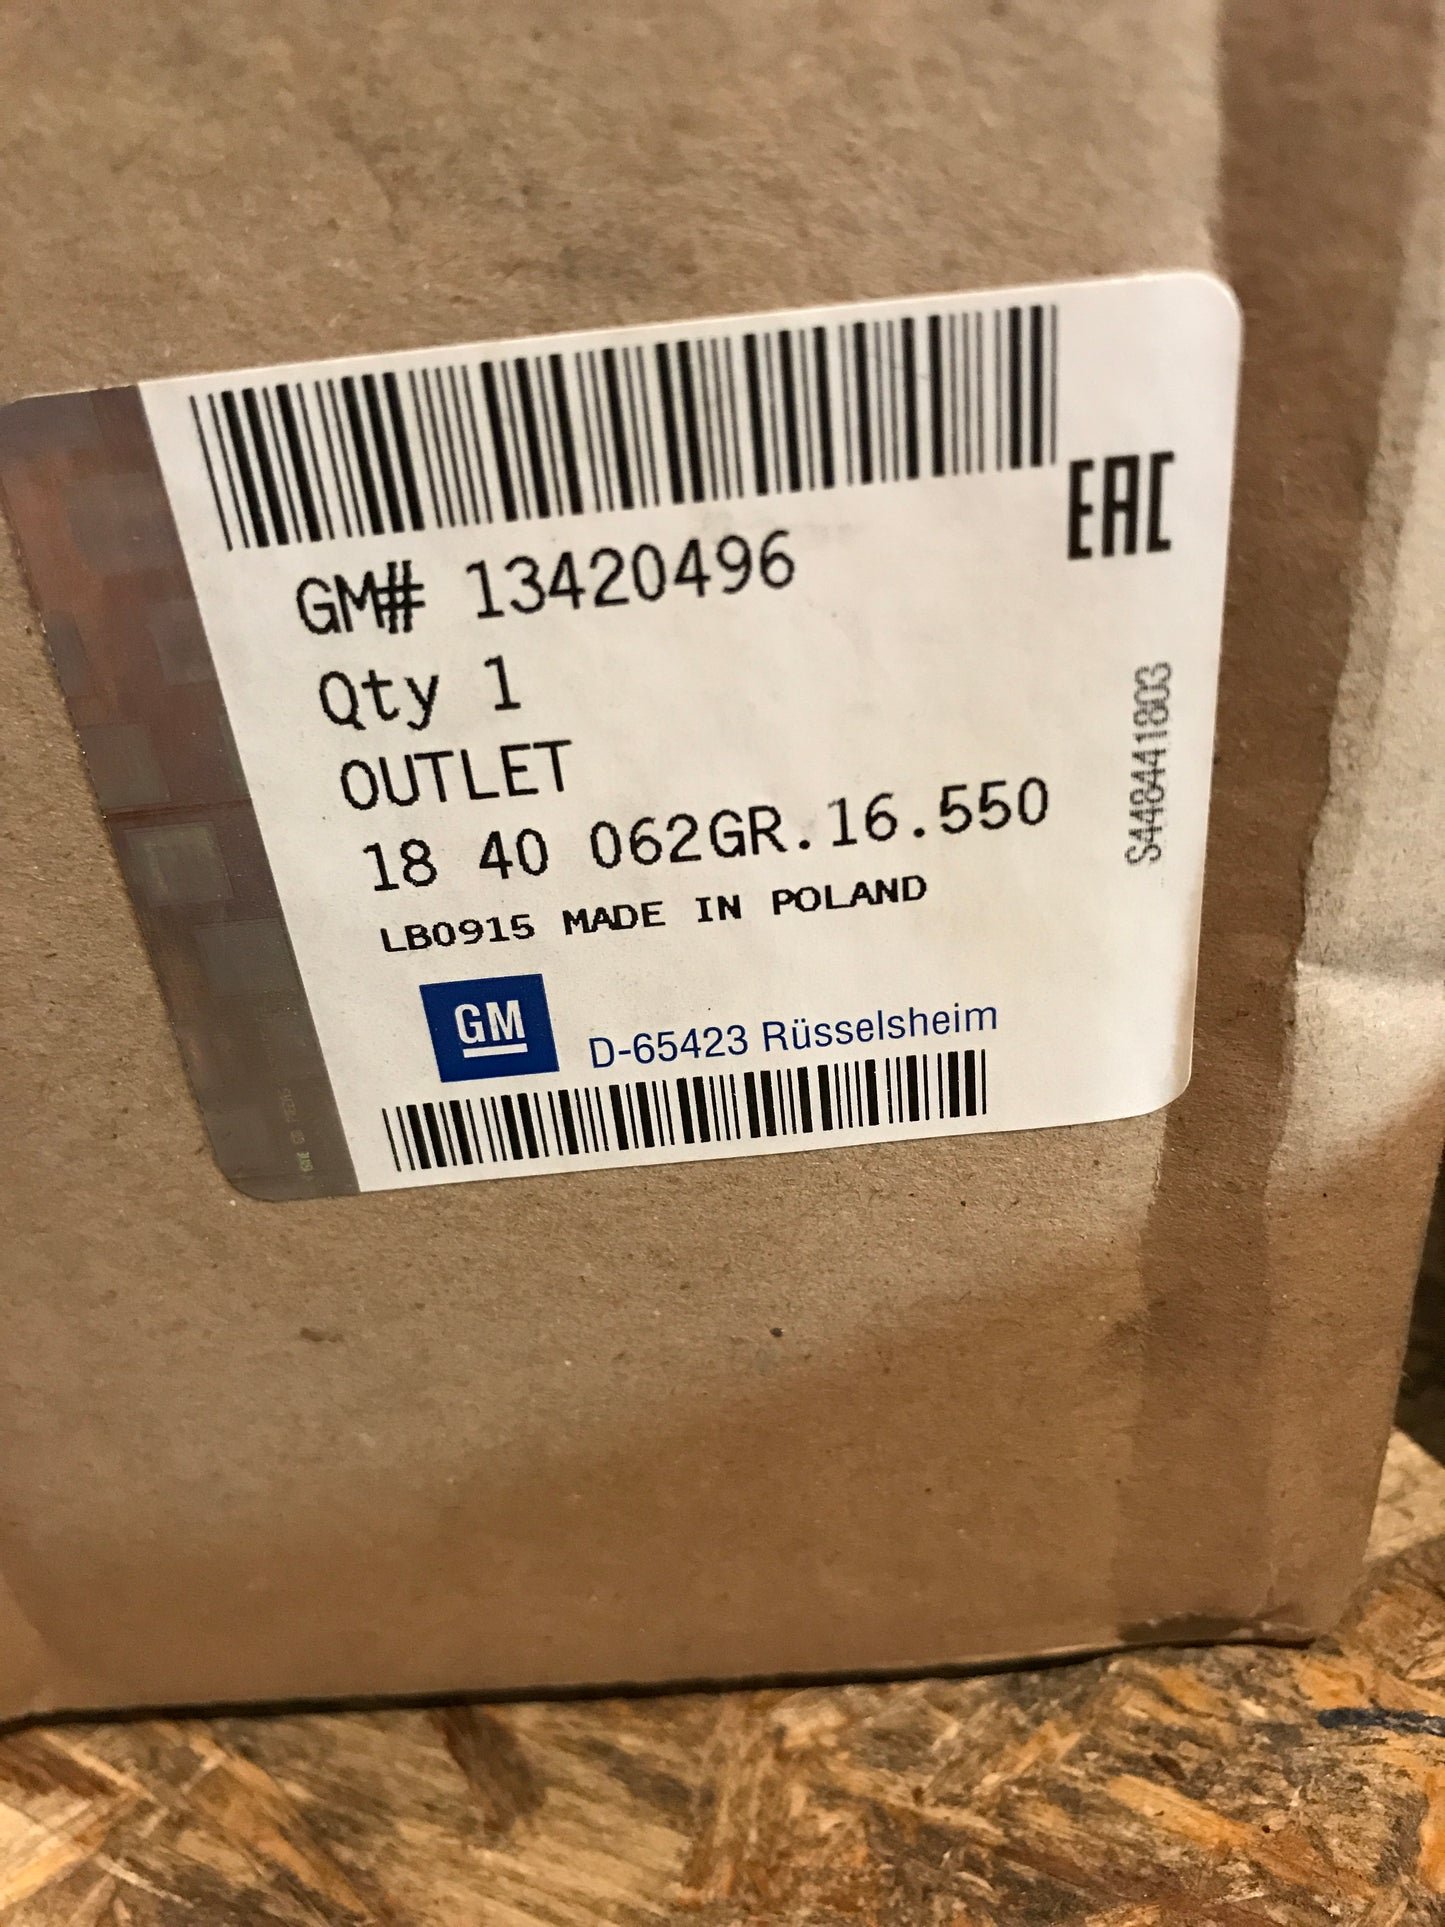 GM# 13420496
EAC
Qty 1
OUTLET
18 40 062GR.16.550
LB0915 MADE IN POLAND
S448441803
GM
D-65423 Rüsselsheim